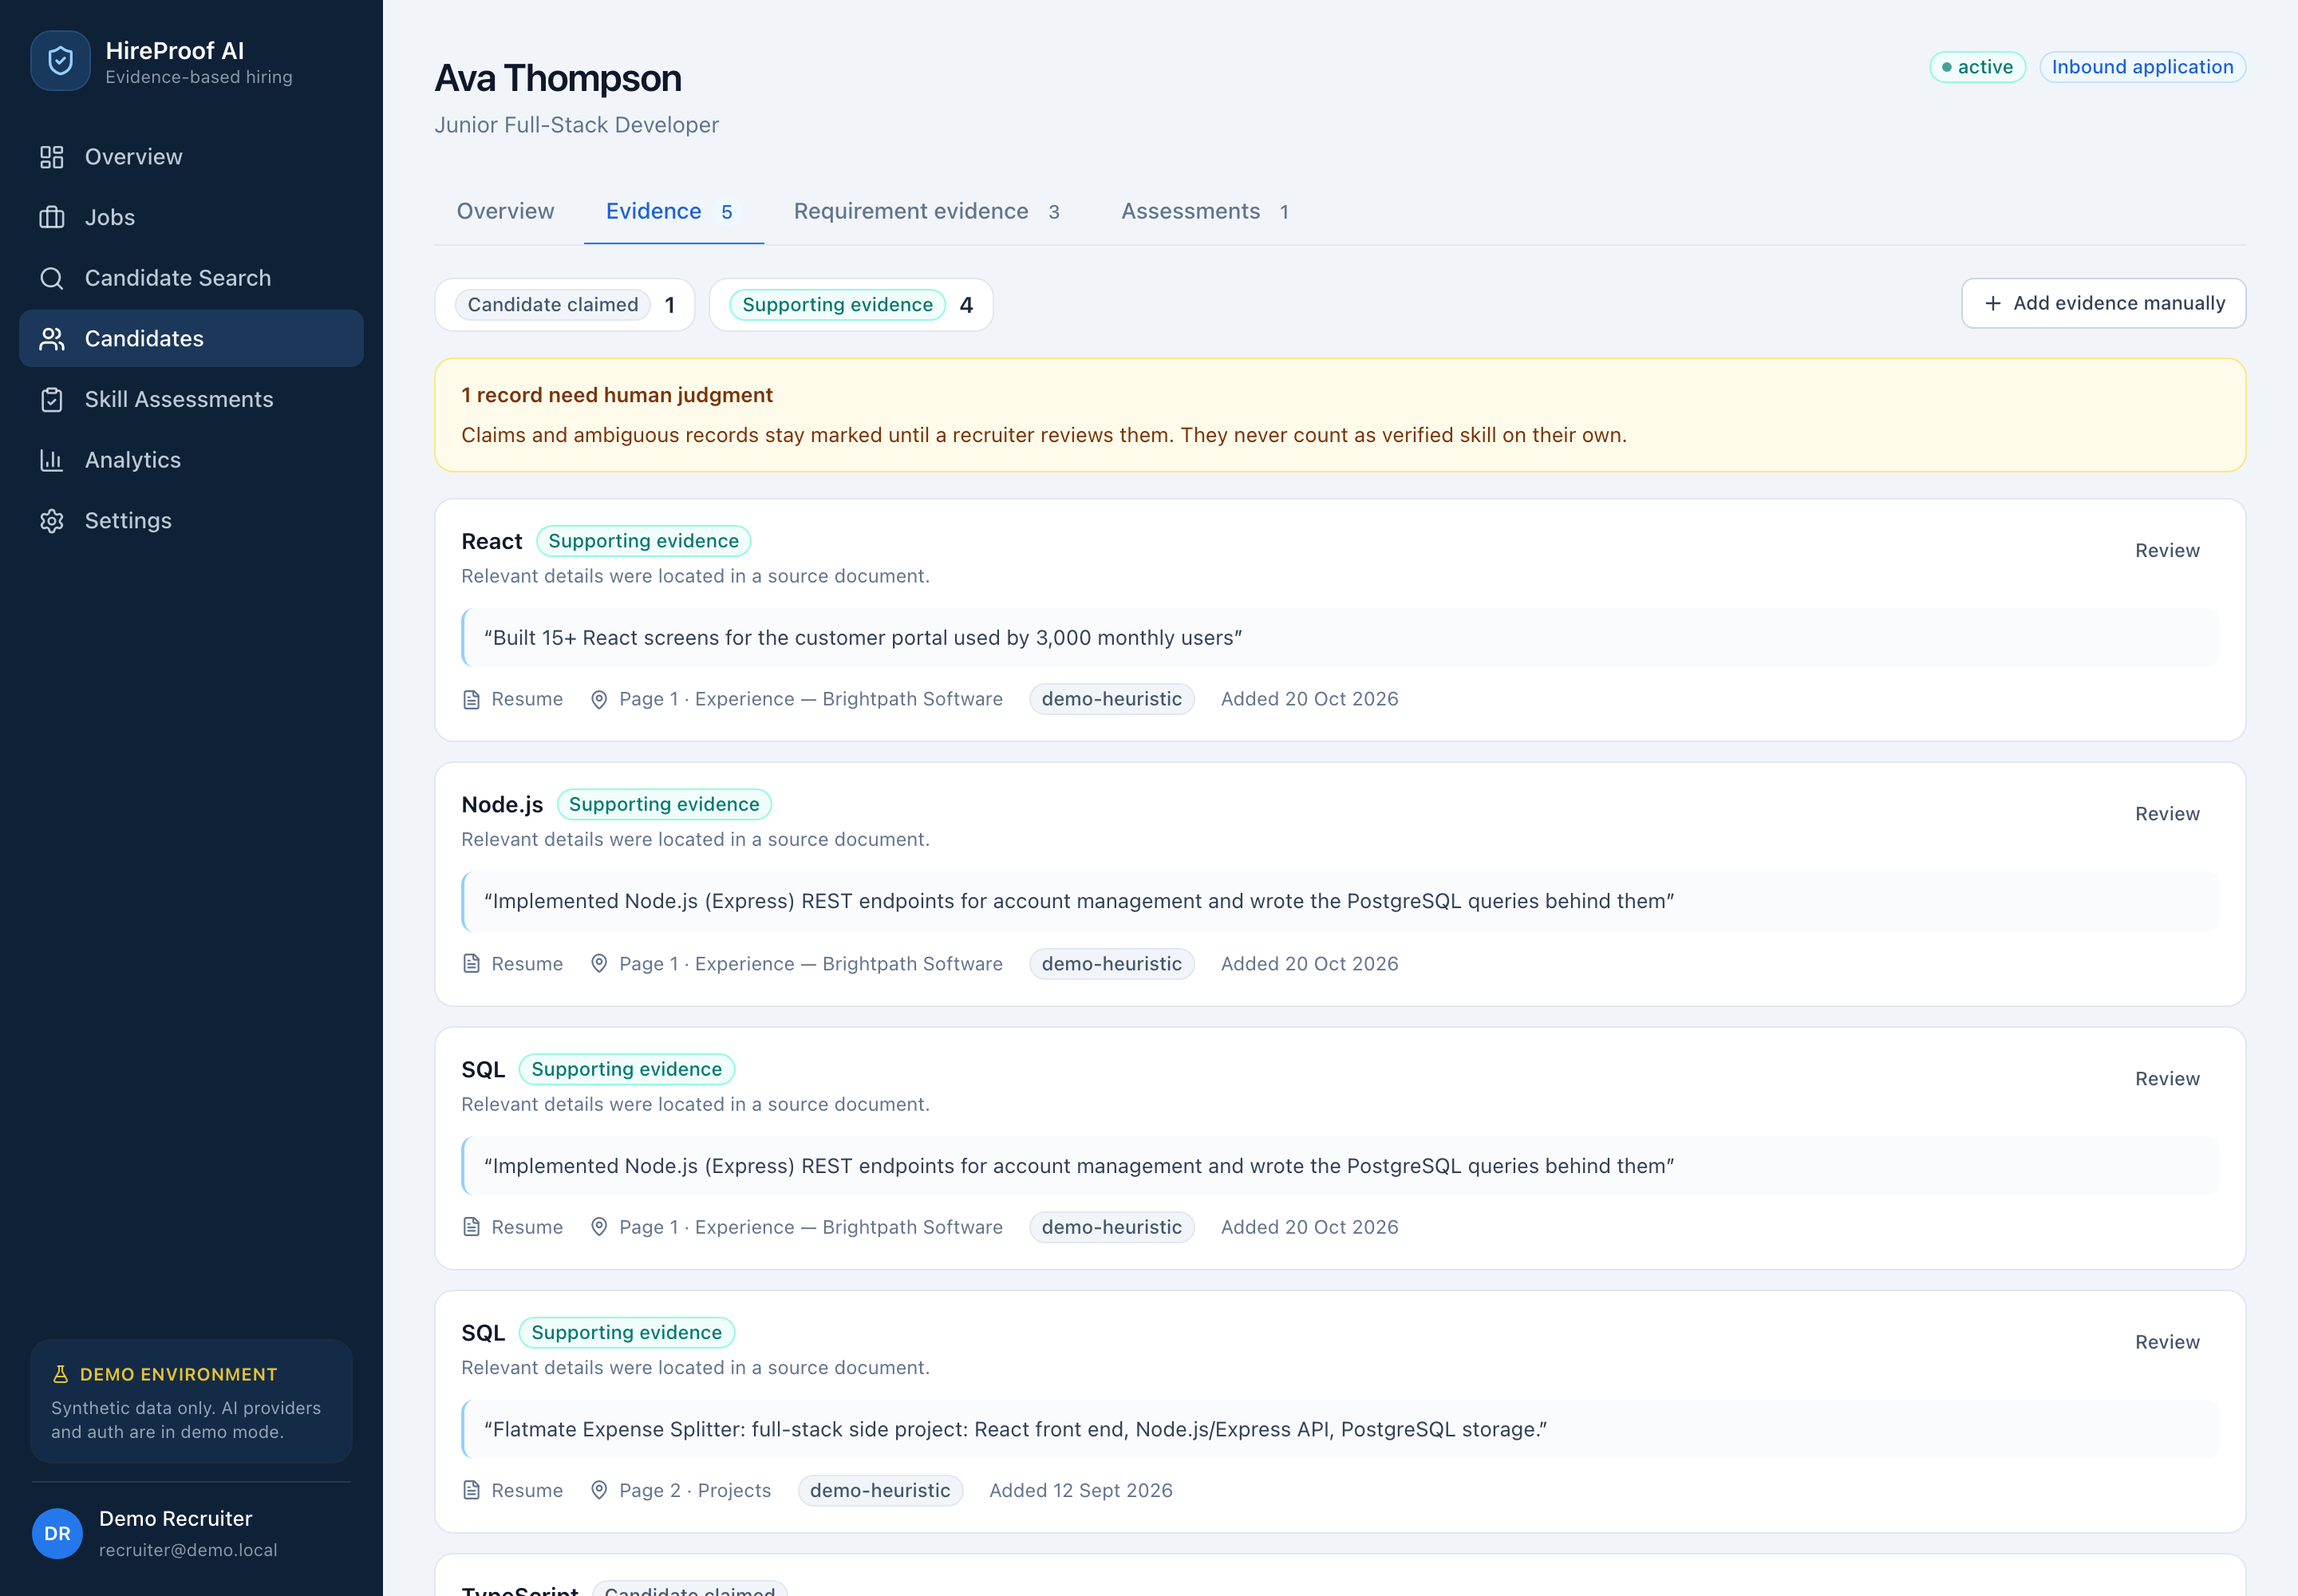 HireProof AI
Evidence-based hiring
Overview
Jobs
Candidate Search
Candidates
Skill Assessments
Analytics
Settings
DEMO ENVIRONMENT
Synthetic data only. AI providers
and auth are in demo mode.
DR
Demo Recruiter
recruiter@demo.local
Ava Thompson
Junior Full-Stack Developer
active
Inbound application
Overview
Evidence 5
Requirement evidence 3
Assessments 1
Candidate claimed 1
Supporting evidence 4
+ Add evidence manually
1 record need human judgment
Claims and ambiguous records stay marked until a recruiter reviews them. They never count as verified skill on their own.
React Supporting evidence
Review
Relevant details were located in a source document.
“Built 15+ React screens for the customer portal used by 3,000 monthly users”
Resume Page 1 · Experience — Brightpath Software demo-heuristic Added 20 Oct 2026
Node.js Supporting evidence
Review
Relevant details were located in a source document.
“Implemented Node.js (Express) REST endpoints for account management and wrote the PostgreSQL queries behind them”
Resume Page 1 · Experience — Brightpath Software demo-heuristic Added 20 Oct 2026
SQL Supporting evidence
Review
Relevant details were located in a source document.
“Implemented Node.js (Express) REST endpoints for account management and wrote the PostgreSQL queries behind them”
Resume Page 1 · Experience — Brightpath Software demo-heuristic Added 20 Oct 2026
SQL Supporting evidence
Review
Relevant details were located in a source document.
“Flatmate Expense Splitter: full-stack side project: React front end, Node.js/Express API, PostgreSQL storage.”
Resume Page 2 · Projects demo-heuristic Added 12 Sept 2026
TypeScript Candidate claimed